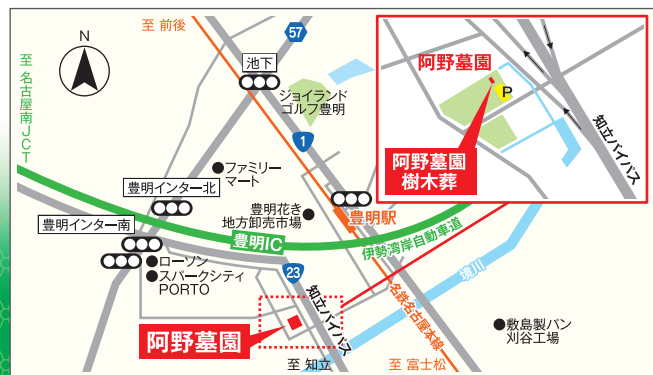 至 前後
57
N
池下
ジョイランド
ゴルフ豊明
至 名古屋南JCT
1
ファミリー
マート
豊明インター北
豊明花き
地方卸売市場
豊明駅
豊明インター南
豊明IC
伊勢湾岸自動車道
ローソン
スパークシティ
PORTO
23
知立バイパス
境川
名鉄名古屋本線
阿野墓園
敷島製パン
刈谷工場
至 知立
至 富士松
阿野墓園
P
阿野墓園
樹木葬
知立バイパス